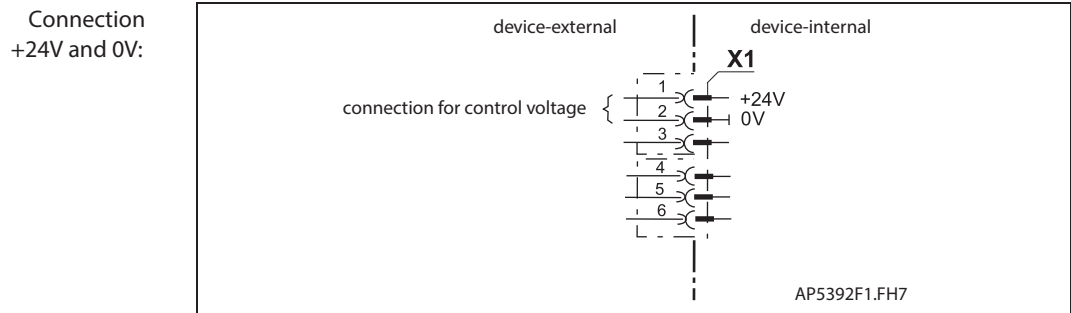 Connection
+24V and 0V:
device-external
device-internal
X1
1
+24V
connection for control voltage
2
0V
3
4
5
6
AP5392F1.FH7